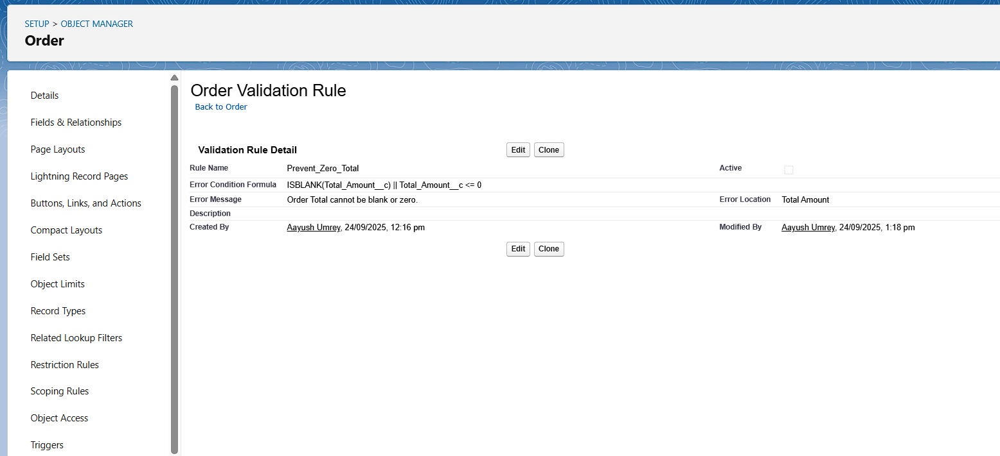 SETUP > OBJECT MANAGER
Order
Details
Fields & Relationships
Page Layouts
Lightning Record Pages
Buttons, Links, and Actions
Compact Layouts
Field Sets
Object Limits
Record Types
Related Lookup Filters
Restriction Rules
Scoping Rules
Object Access
Triggers
Order Validation Rule
Back to Order
Validation Rule Detail Edit Clone
Rule Name Prevent_Zero_Total Active
Error Condition Formula ISBLANK(Total_Amount__c) || Total_Amount__c <= 0
Error Message Order Total cannot be blank or zero. Error Location Total Amount
Description
Created By Aayush Umrey, 24/09/2025, 12:16 pm Modified By Aayush Umrey, 24/09/2025, 1:18 pm
Edit Clone